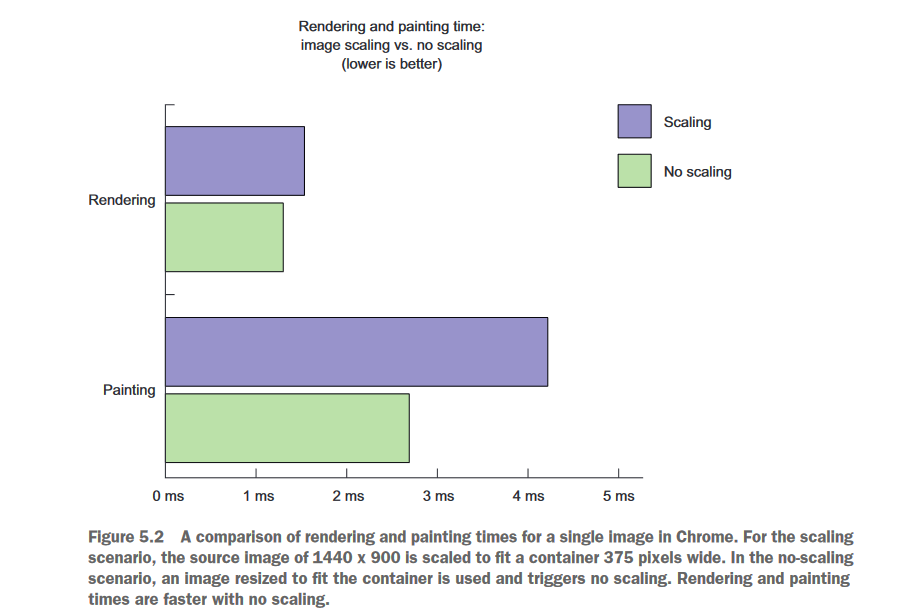 Rendering and painting time:
image scaling vs. no scaling
(lower is better)
Scaling
No scaling
Rendering
Painting
0 ms 1 ms 2 ms 3 ms 4 ms 5 ms
Figure 5.2 A comparison of rendering and painting times for a single image in Chrome. For the scaling
scenario, the source image of 1440 x 900 is scaled to fit a container 375 pixels wide. In the no-scaling
scenario, an image resized to fit the container is used and triggers no scaling. Rendering and painting
times are faster with no scaling.